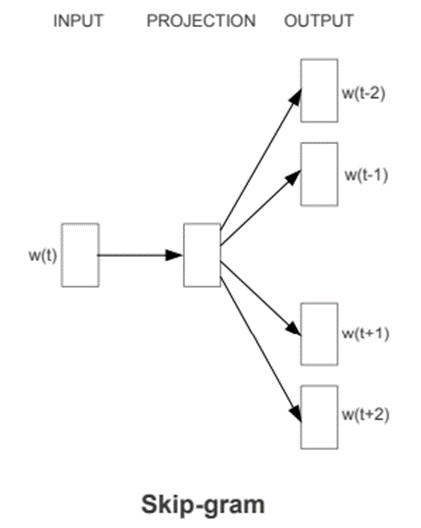 INPUT PROJECTION OUTPUT
w(t-2)
w(t-1)
w(t)
w(t+1)
w(t+2)
Skip-gram